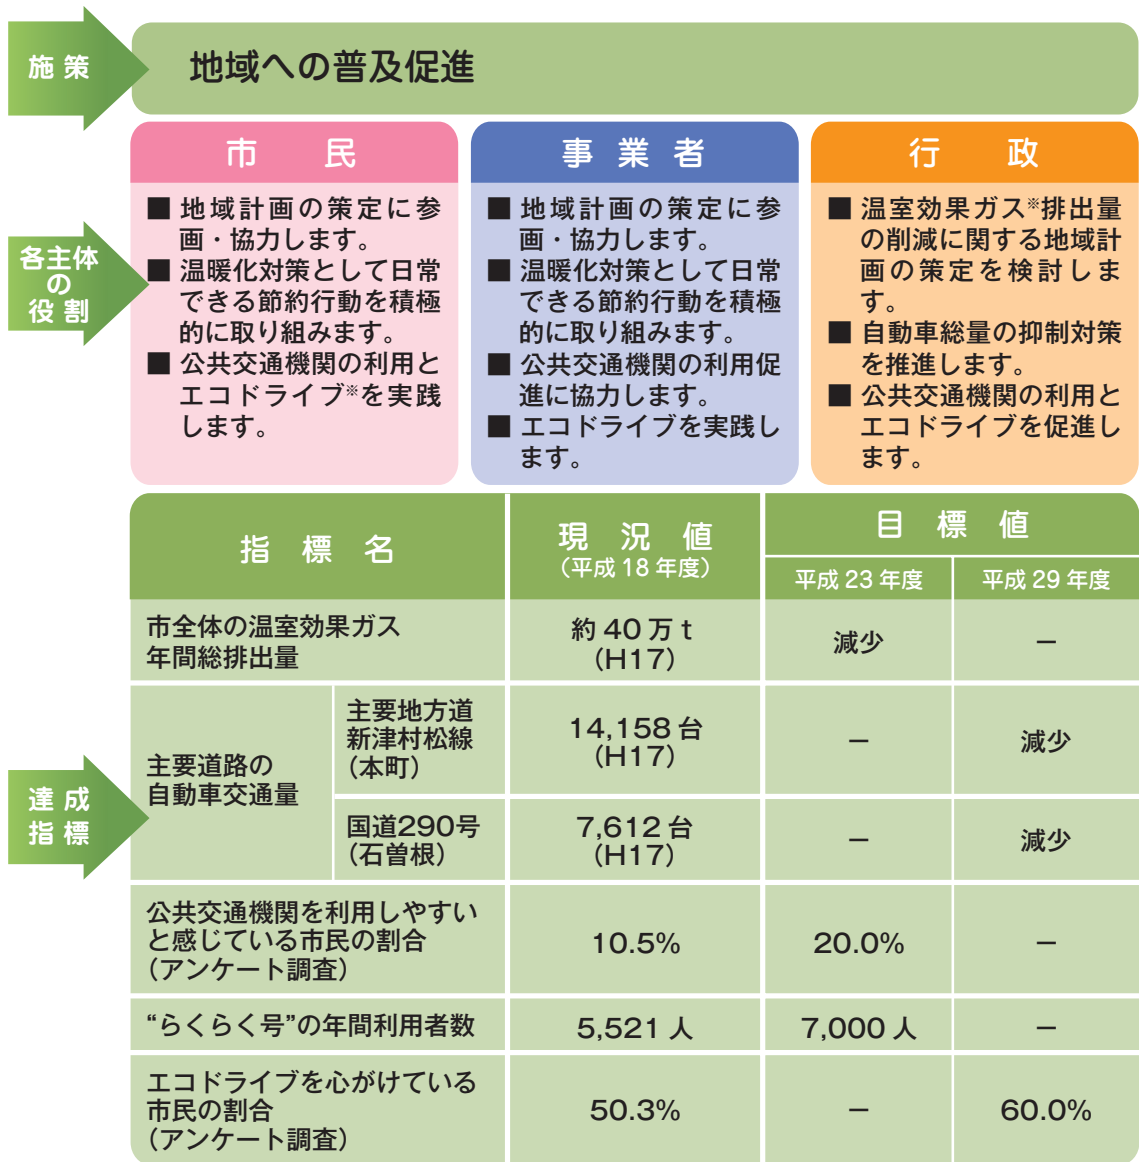 施策
地域への普及促進
市民
事業者
行政
各主体
の
役割
■ 地域計画の策定に参
画・協力します。
■ 温暖化対策として日常
できる節約行動を積極
的に取り組みます。
■ 公共交通機関の利用と
エコドライブ※を実践
します。
■ 地域計画の策定に参
画・協力します。
■ 温暖化対策として日常
できる節約行動を積極
的に取り組みます。
■ 公共交通機関の利用促
進に協力します。
■ エコドライブを実践し
ます。
■ 温室効果ガス※排出量
の削減に関する地域計
画の策定を検討しま
す。
■ 自動車総量の抑制対策
を推進します。
■ 公共交通機関の利用と
エコドライブを促進し
ます。
達成
指標
指標名
現況値
（平成18年度）
目標値
平成23年度
平成29年度
市全体の温室効果ガス
年間総排出量
約40万t
（H17）
減少
－
主要道路の
自動車交通量
主要地方道
新津村松線
（本町）
14,158台
（H17）
－
減少
国道290号
（石曽根）
7,612台
（H17）
－
減少
公共交通機関を利用しやすい
と感じている市民の割合
（アンケート調査）
10.5%
20.0%
－
“らくらく号”の年間利用者数
5,521人
7,000人
－
エコドライブを心がけている
市民の割合
（アンケート調査）
50.3%
－
60.0%